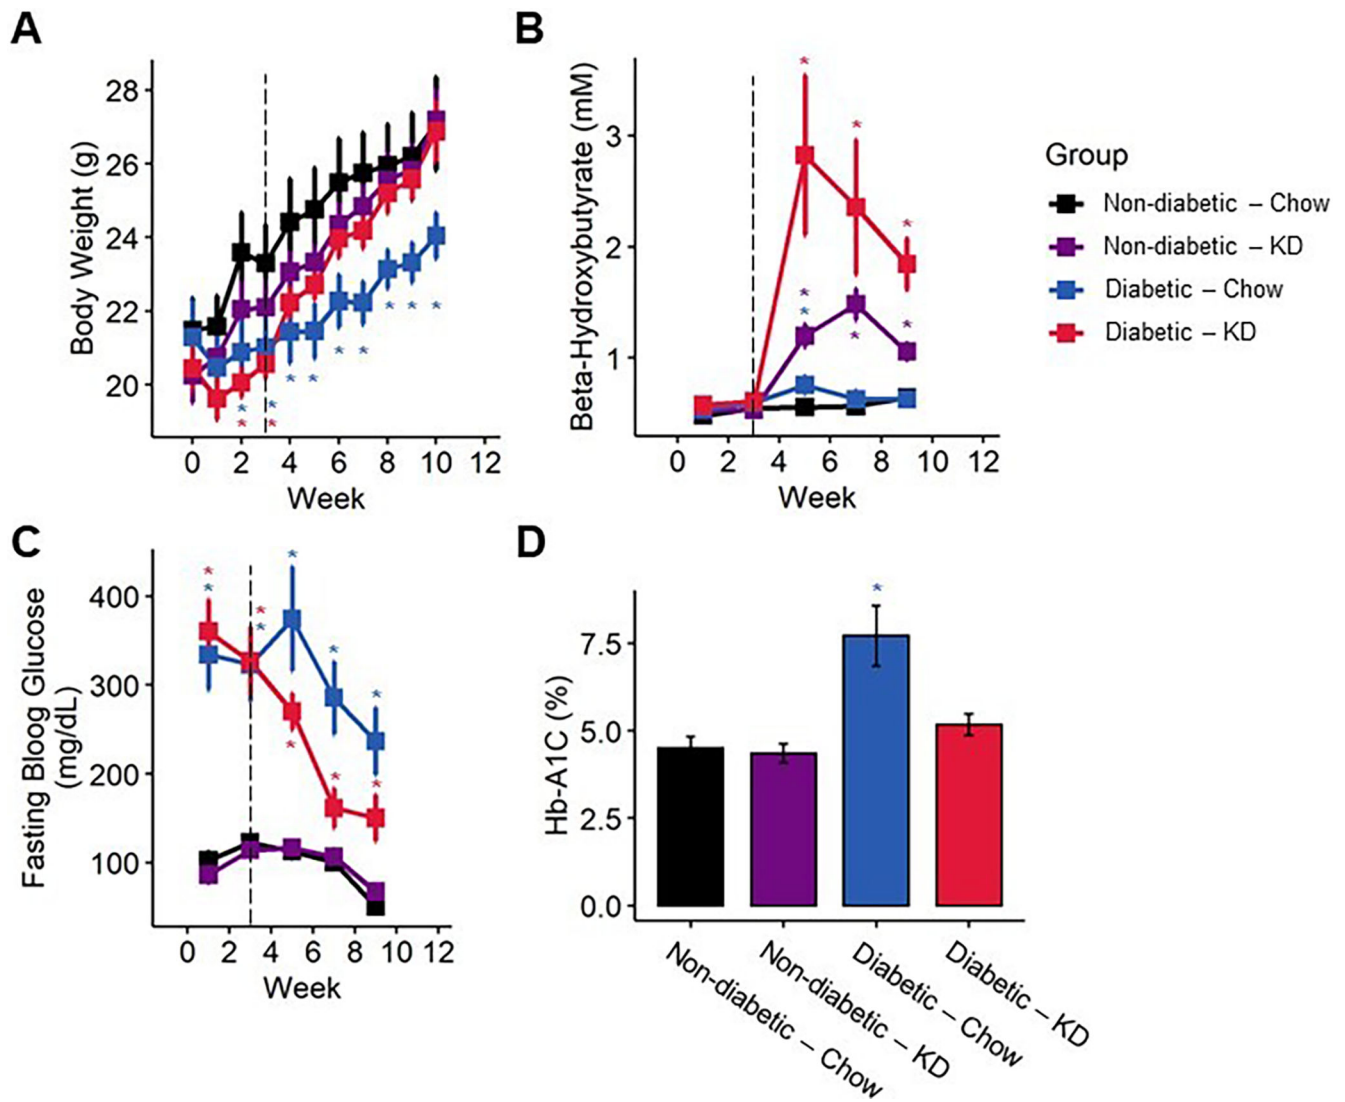 A
Body Weight (g)
28
26
24
22
20
* * * * * * * * * * *
0 2 4 6 8 10 12
Week
B
Beta-Hydroxybutyrate (mM)
3
2
1
* * * * * * *
0 2 4 6 8 10 12
Week
Group
Non-diabetic – Chow
Non-diabetic – KD
Diabetic – Chow
Diabetic – KD
C
Fasting Bloog Glucose
(mg/dL)
400
300
200
100
* * * * * * * * * *
0 2 4 6 8 10 12
Week
D
Hb-A1C (%)
7.5
5.0
2.5
0.0
*
Non-diabetic – Chow
Non-diabetic – KD
Diabetic – Chow
Diabetic – KD